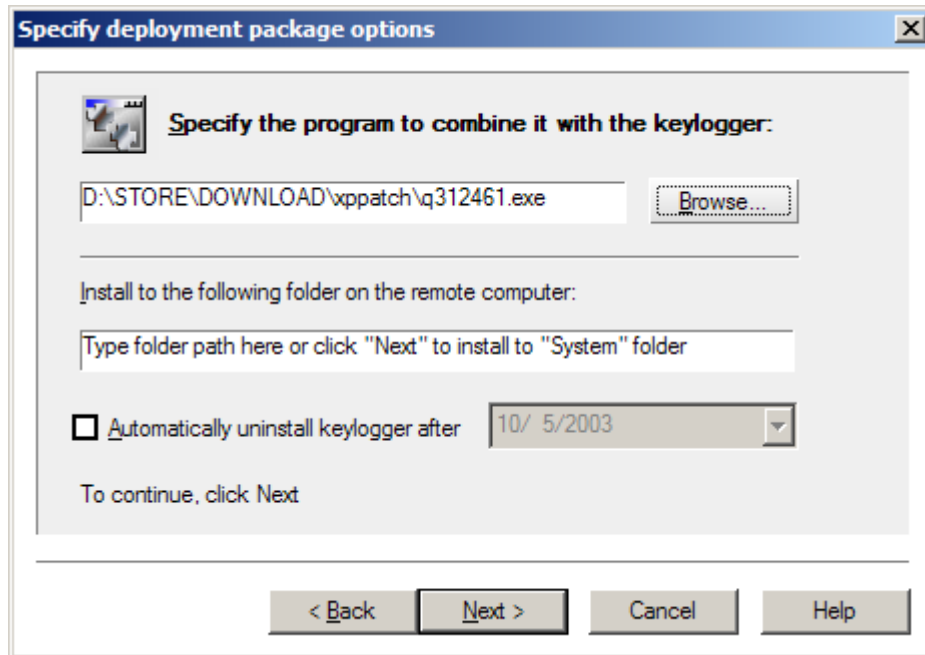 Specify deployment package options
Specify the program to combine it with the keylogger:
D:\STORE\DOWNLOAD\xppatch\q312461.exe
Browse...
Install to the following folder on the remote computer:
Type folder path here or click "Next" to install to "System" folder
Automatically uninstall keylogger after
10/ 5/2003
To continue, click Next
< Back
Next >
Cancel
Help